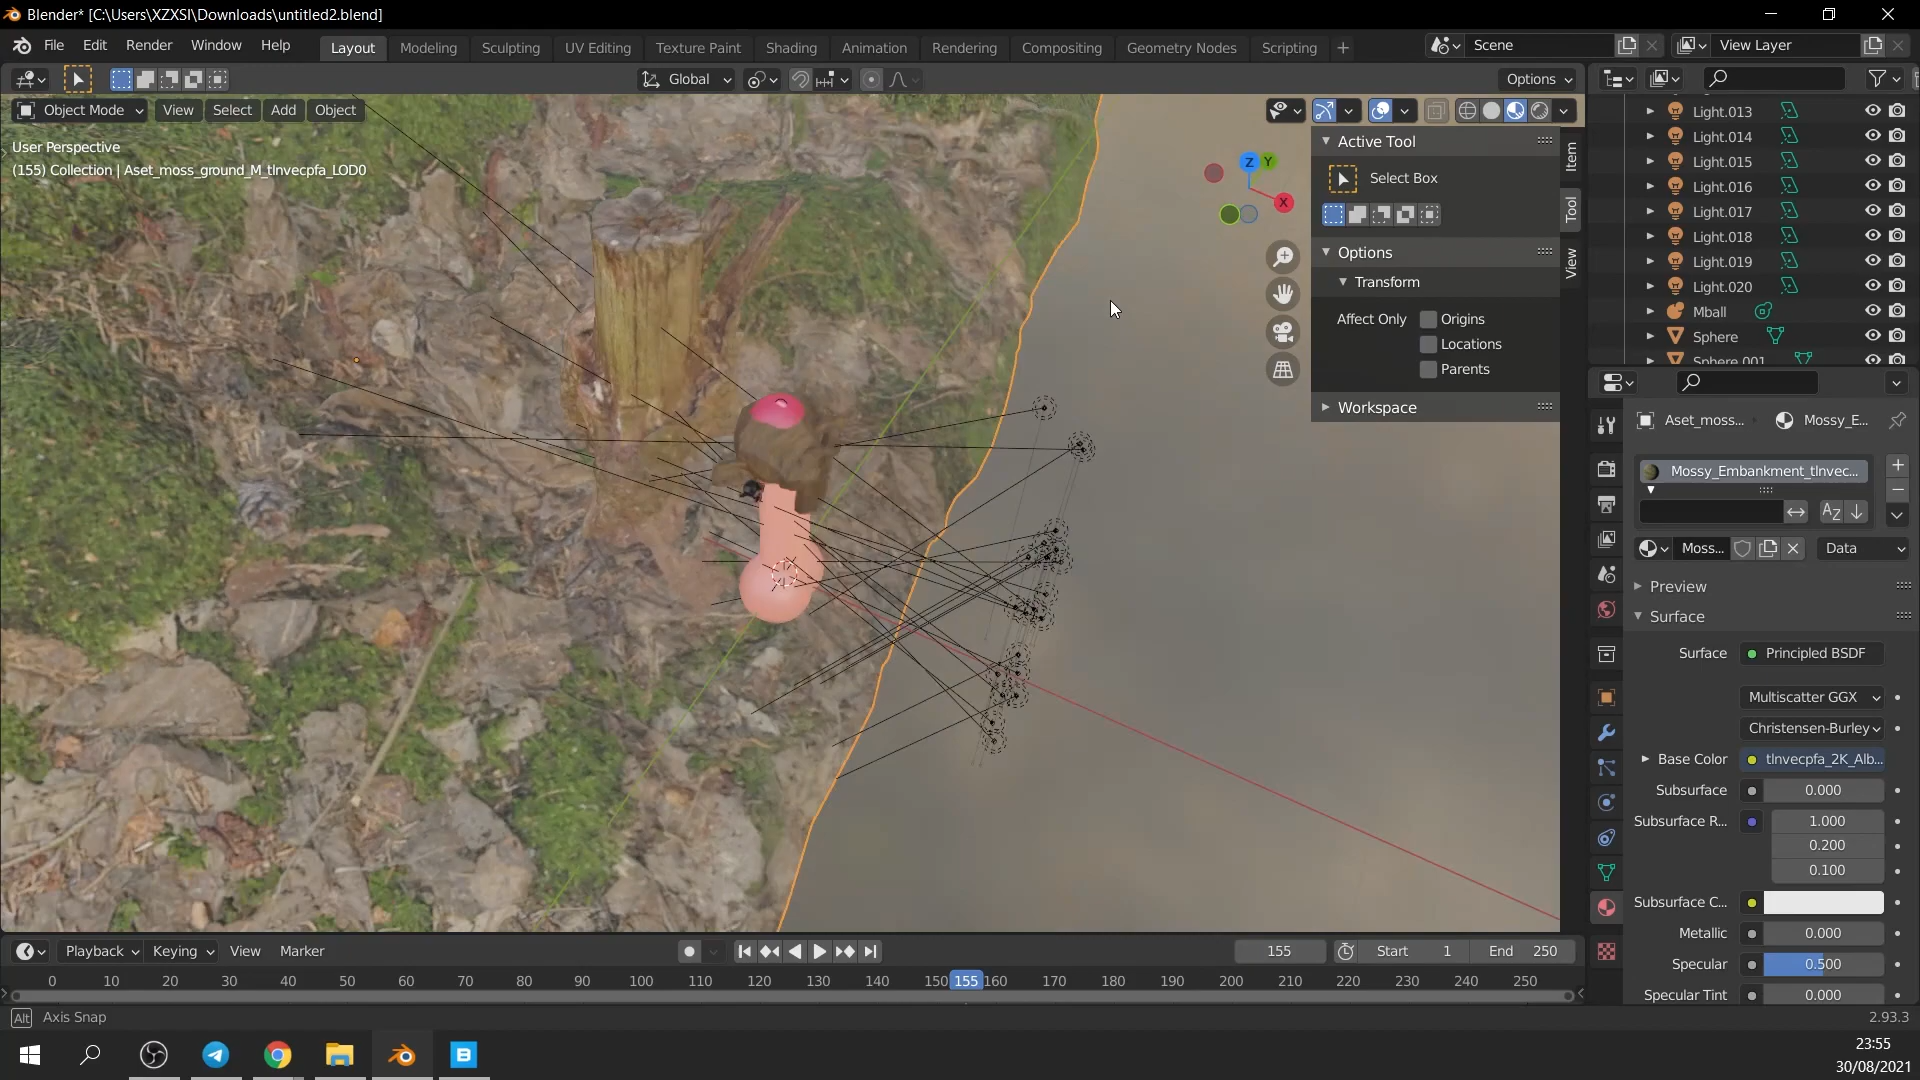 Blender* [C:\Users\XZXSI\Downloads\untitled2.blend]
File Edit Render Window Help
Layout Modeling Sculpting UV Editing Texture Paint Shading Animation Rendering Compositing Geometry Nodes Scripting +
Scene
View Layer
Global
Options
Object Mode View Select Add Object
User Perspective
(155) Collection | Aset_moss_ground_M_tlnvecpfa_LOD0
Z Y
X
Active Tool
Select Box
Options
Transform
Affect Only Origins
Locations
Parents
Workspace
Item
Tool
View
Light.013
Light.014
Light.015
Light.016
Light.017
Light.018
Light.019
Light.020
Mball
Sphere
Sphere.001
Aset_moss... Mossy_E...
Mossy_Embankment_tlnvec...
Moss... Data
Preview
Surface
Surface Principled BSDF
Multiscatter GGX
Christensen-Burley
Base Color tlnvecpfa_2K_Alb...
Subsurface 0.000
Subsurface R... 1.000
0.200
0.100
Subsurface C...
Metallic 0.000
Specular 0.500
Specular Tint 0.000
Playback Keying View Marker
155 Start 1 End 250
0 10 20 30 40 50 60 70 80 90 100 110 120 130 140 150 155 160 170 180 190 200 210 220 230 240 250
Alt Axis Snap
2.93.3
23:55
30/08/2021